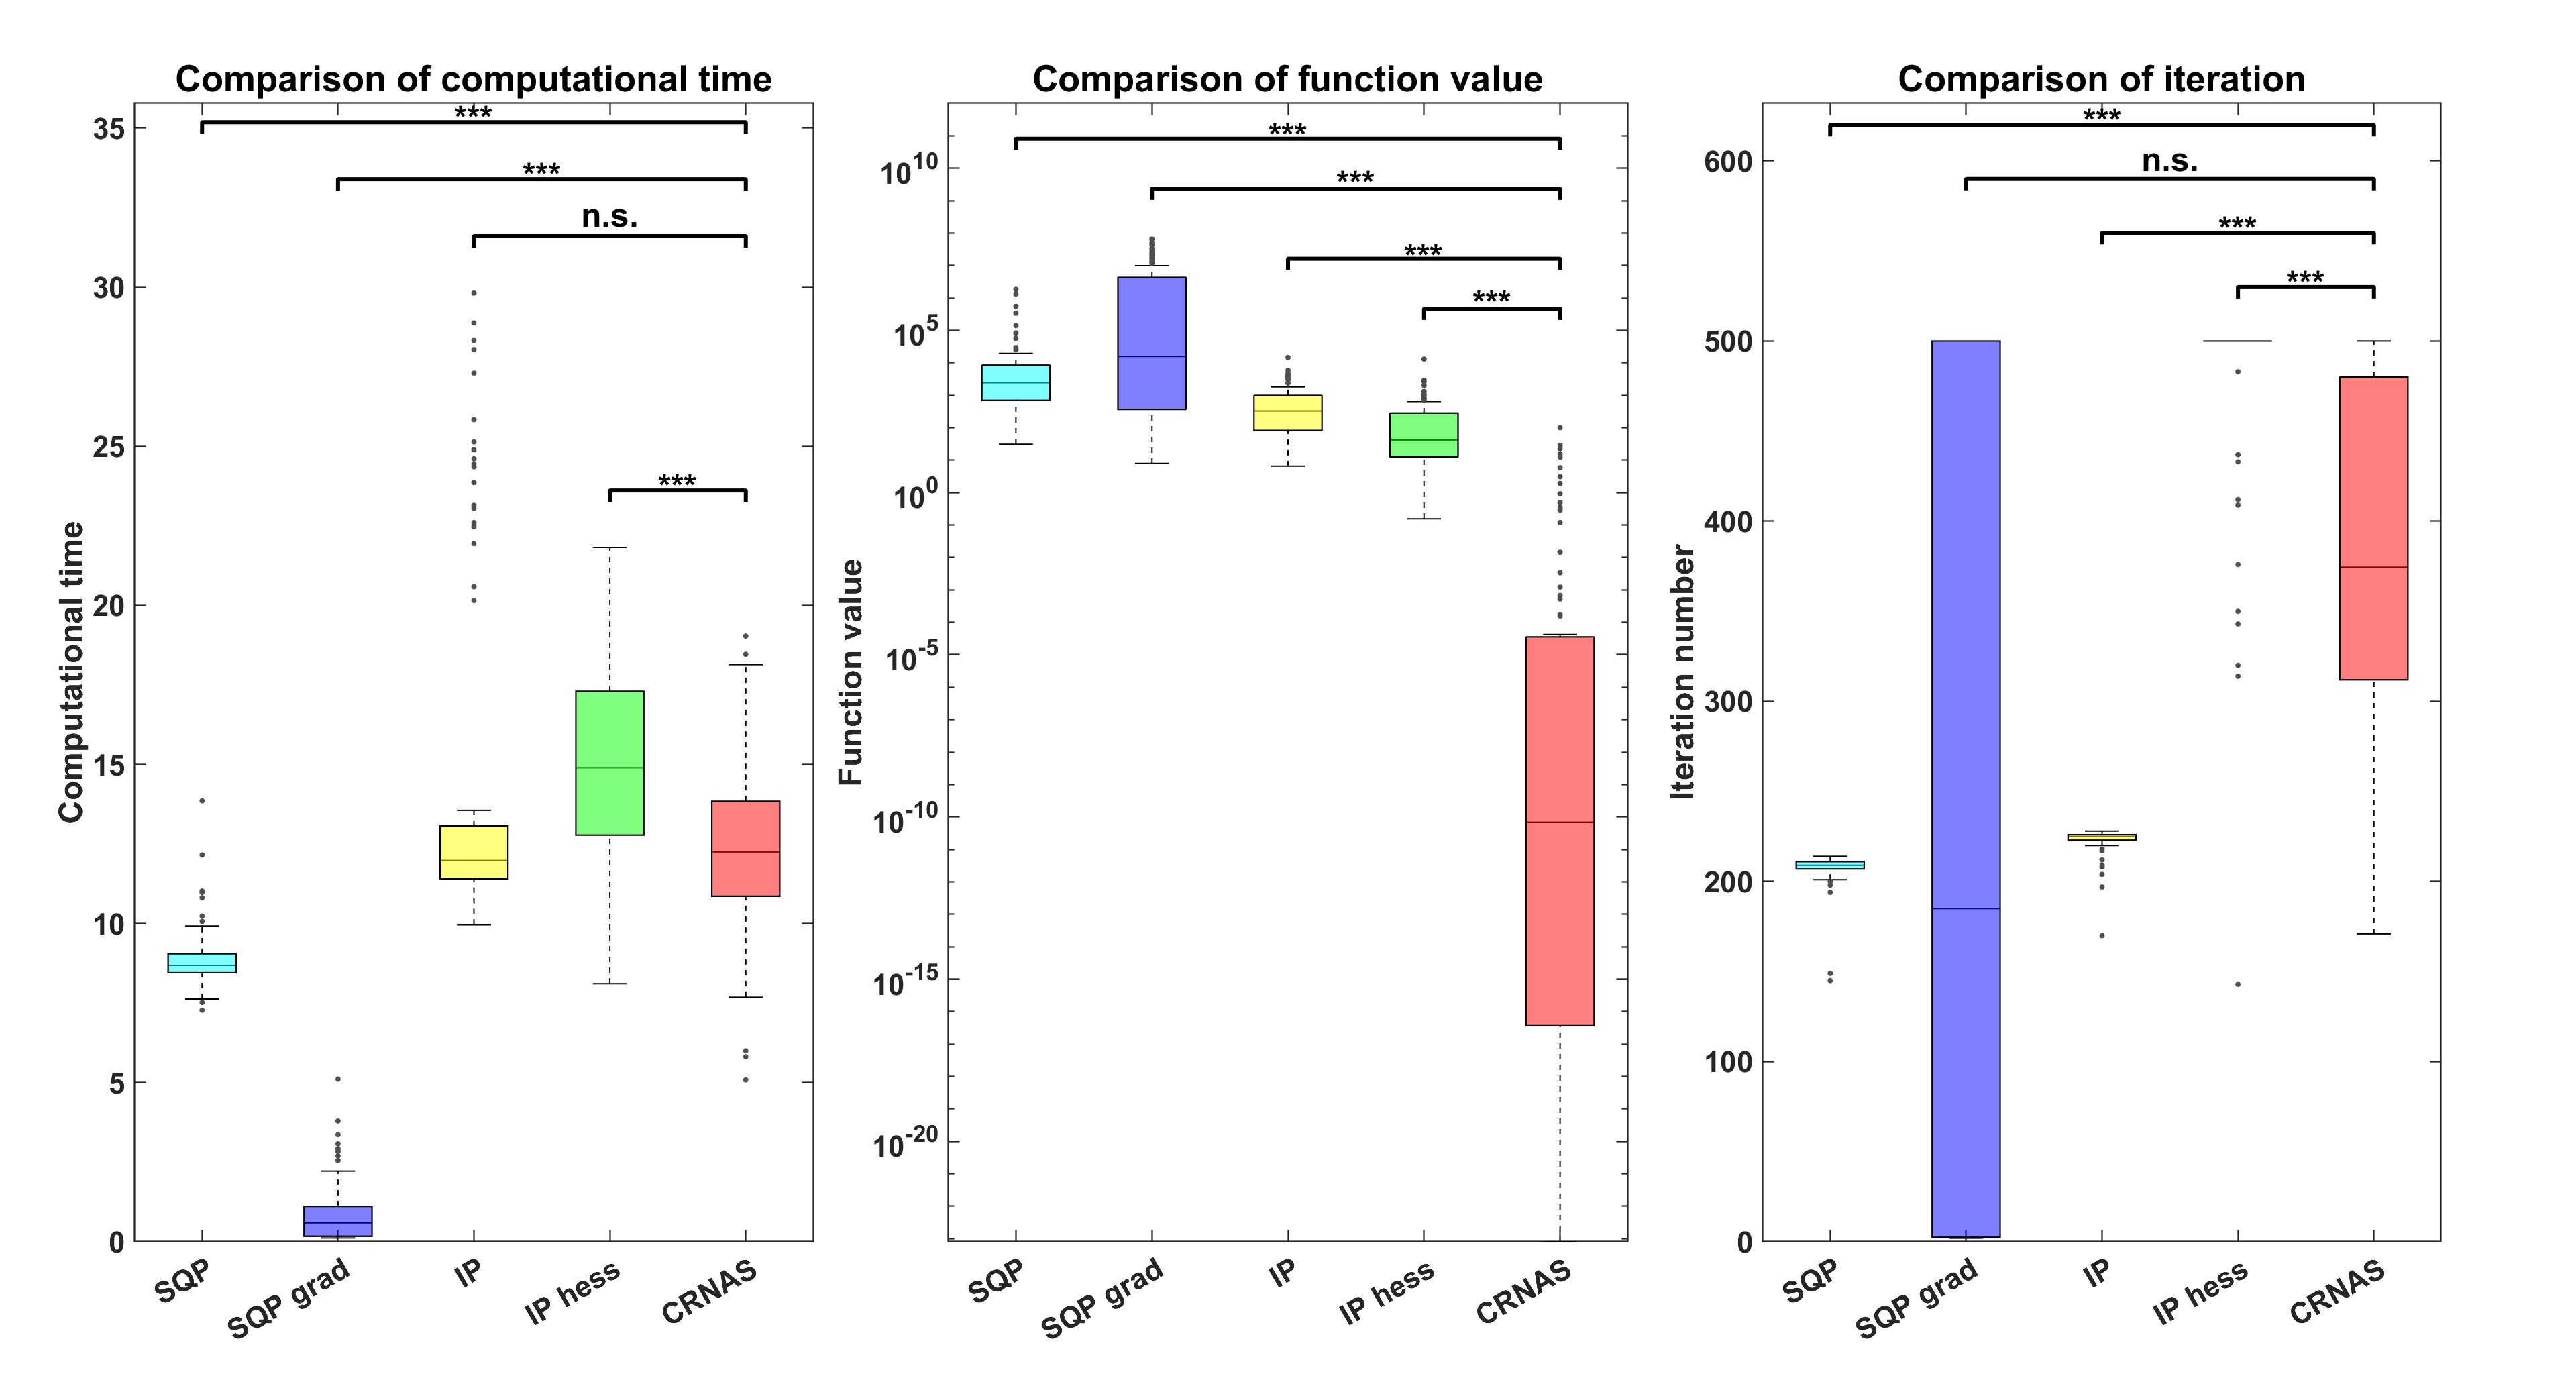 Comparison of computational time
Computational time
35
30
25
20
15
10
5
0
***
***
n.s.
***
SQP
SQP grad
IP
IP hess
CRNAS
Comparison of function value
Function value
10^10
10^5
10^0
10^-5
10^-10
10^-15
10^-20
***
***
***
***
SQP
SQP grad
IP
IP hess
CRNAS
Comparison of iteration
Iteration number
600
500
400
300
200
100
0
***
n.s.
***
***
SQP
SQP grad
IP
IP hess
CRNAS